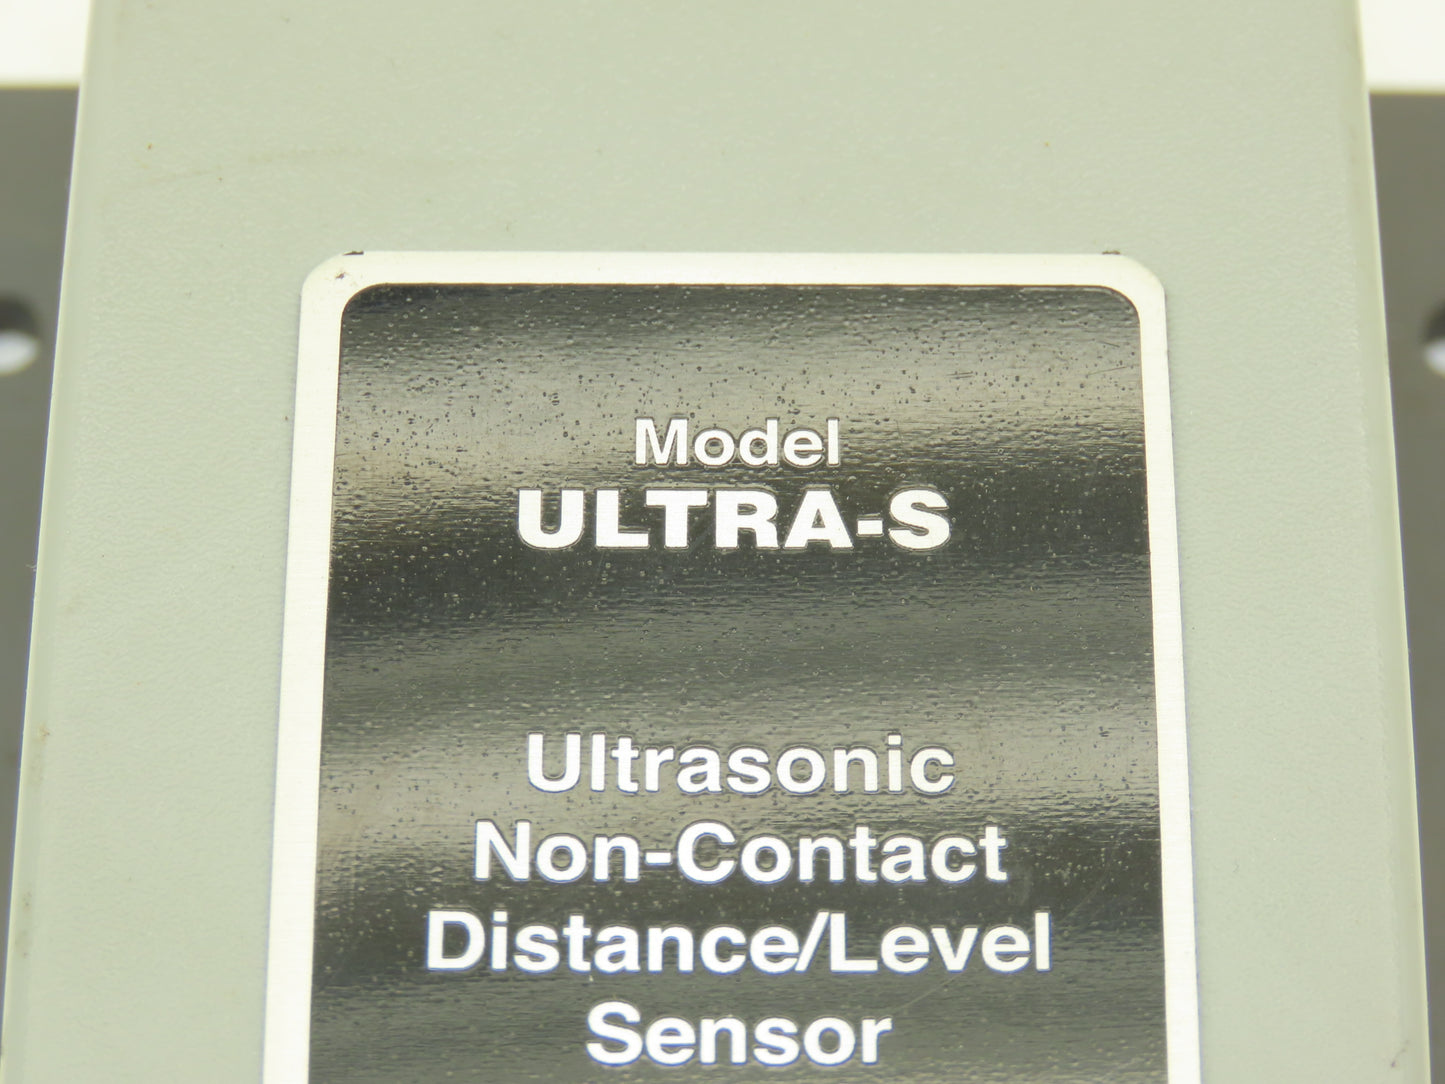 Model
ULTRA-S
Ultrasonic
Non-Contact
Distance/Level
Sensor